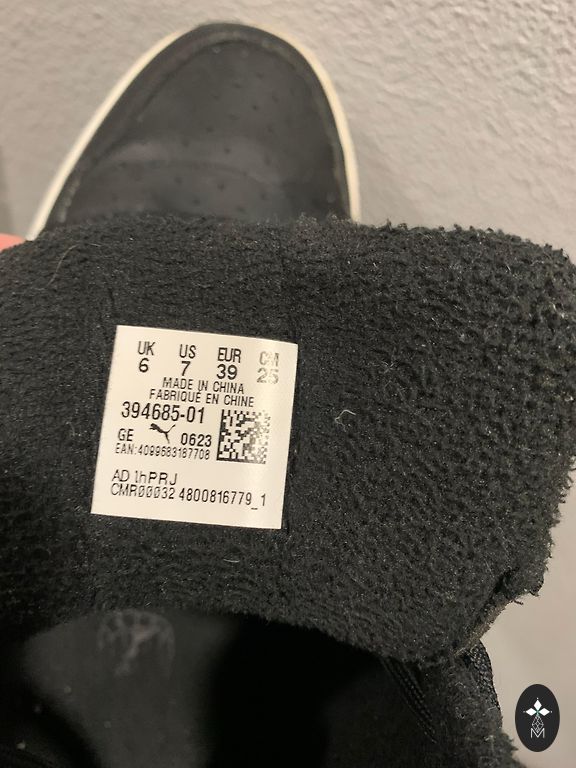 UK US EUR CM
6 7 39 25
MADE IN CHINA
FABRIQUÉ EN CHINE
394685-01
GE 0623
EAN:4099683187708
AD lhPRJ
CMR00032 4800816779_1
M